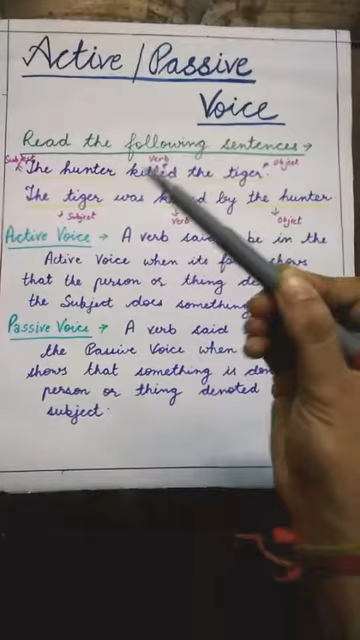 Active/Passive
Voice
Read the following sentences →
Subject verb object
The hunter killed the tiger.
The tiger was by the hunter
Subject verb object
Active Voice → A verb said be in the
Active Voice when its shows
that the person or thing
the Subject does something
Passive Voice → A verb said
the Passive Voice when
shows that something is
person or thing denoted
subject.